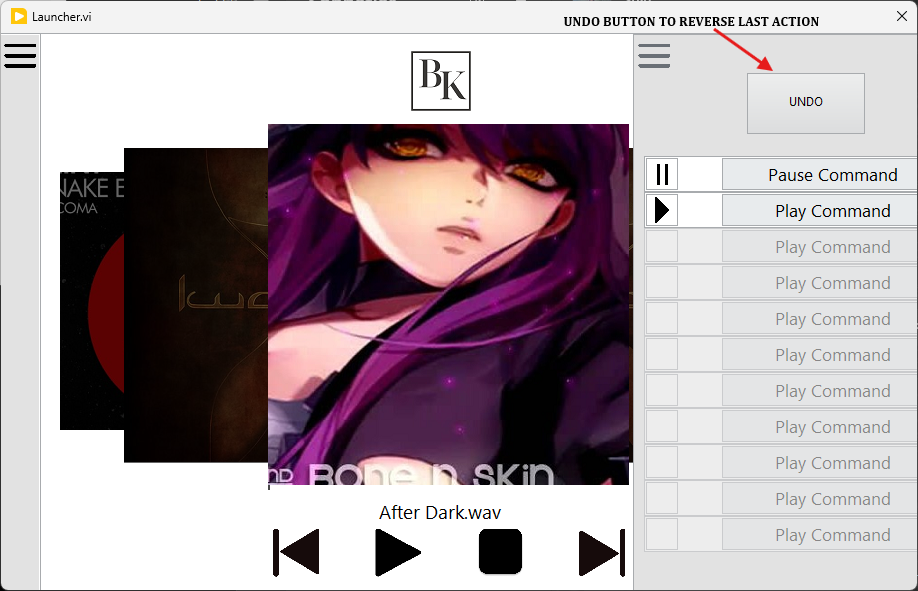 Launcher.vi
UNDO BUTTON TO REVERSE LAST ACTION
BK
UNDO
NAKE E
COMA
ND BONE N SKIN
After Dark.wav
Pause Command
Play Command
Play Command
Play Command
Play Command
Play Command
Play Command
Play Command
Play Command
Play Command
Play Command